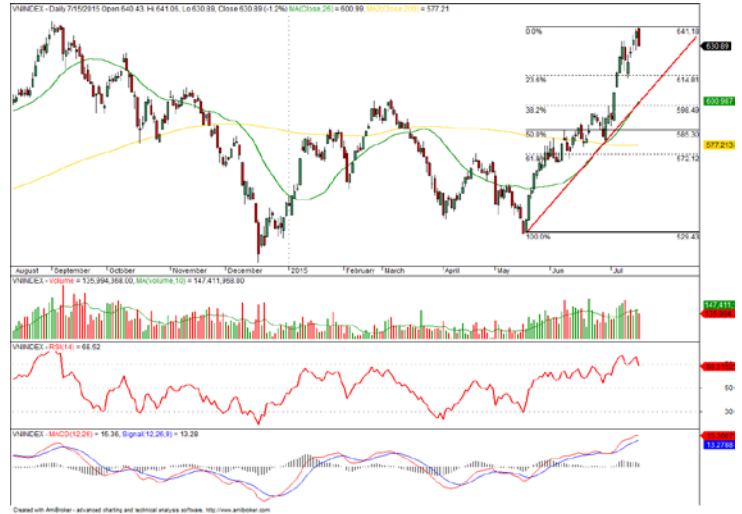 VNINDEX - Daily 7/15/2015 Open 640.43, Hi 641.06, Lo 630.89, Close 630.89 (-1.2%) MA(Close,26) = 600.99, MA2(Close,200) = 577.21
0.0% 641.18
630.89
23.6% 614.81
600.987
38.2% 598.49
50.0% 585.30
577.213
61.8% 572.12
100.0% 529.43
August September October November December 2015 February March April May Jun Jul
VNINDEX - Volume = 135,994,368.00, MA(Volume,10) = 147,411,968.00
147,411,
VNINDEX - RSI(14) = 68.52
50
30
VNINDEX - MACD(12,26) = 15.36, Signal(12,26,9) = 13.28
13.2788
Created with AmiBroker - advanced charting and technical analysis software. http://www.amibroker.com